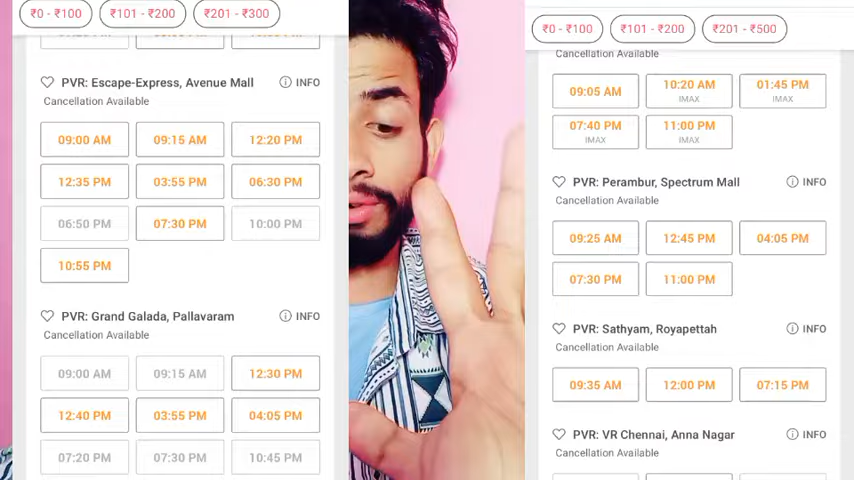 ₹0 - ₹100 ₹101 - ₹200 ₹201 - ₹300
PVR: Escape-Express, Avenue Mall INFO
Cancellation Available
09:00 AM 09:15 AM 12:20 PM
12:35 PM 03:55 PM 06:30 PM
06:50 PM 07:30 PM 10:00 PM
10:55 PM
PVR: Grand Galada, Pallavaram INFO
Cancellation Available
09:00 AM 09:15 AM 12:30 PM
12:40 PM 03:55 PM 04:05 PM
07:20 PM 07:30 PM 10:45 PM
₹0 - ₹100 ₹101 - ₹200 ₹201 - ₹500
Cancellation Available
09:05 AM 10:20 AM 01:45 PM
IMAX IMAX
07:40 PM 11:00 PM
IMAX IMAX
PVR: Perambur, Spectrum Mall INFO
Cancellation Available
09:25 AM 12:45 PM 04:05 PM
07:30 PM 11:00 PM
PVR: Sathyam, Royapettah INFO
Cancellation Available
09:35 AM 12:00 PM 07:15 PM
PVR: VR Chennai, Anna Nagar INFO
Cancellation Available